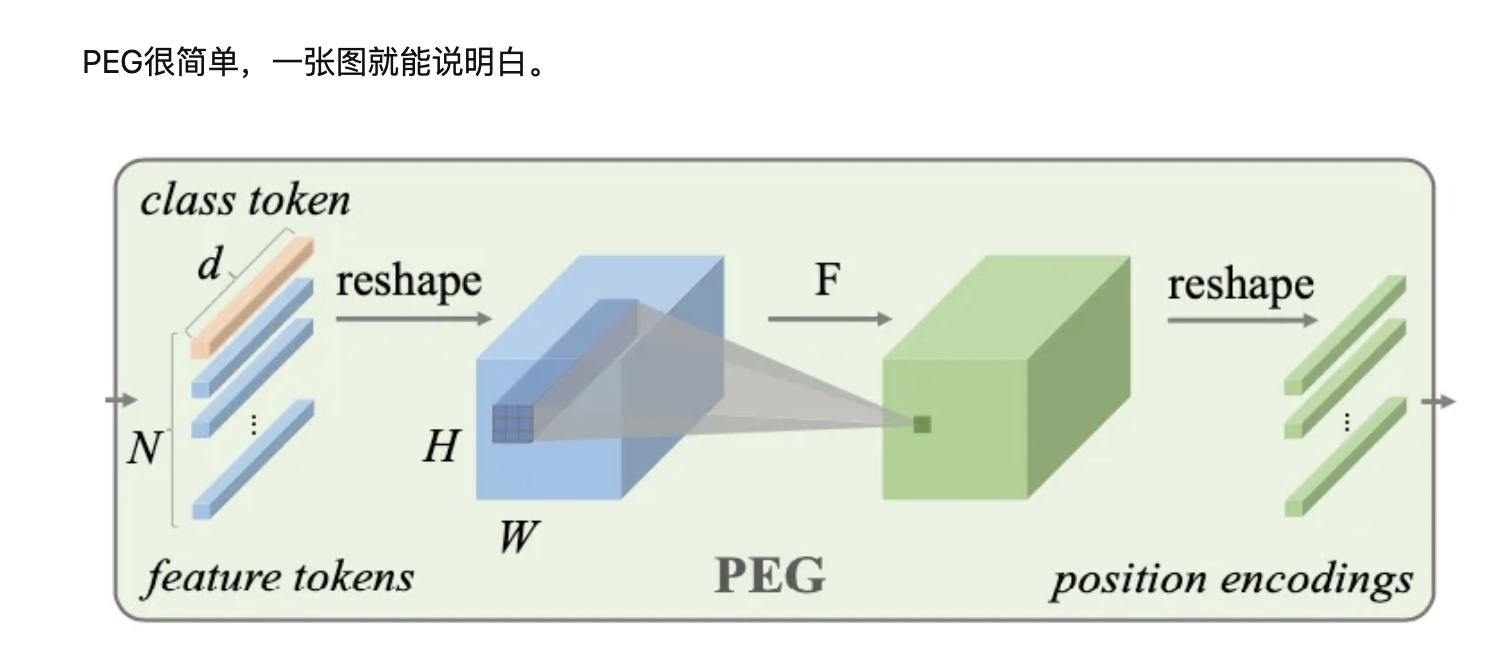 PEG很简单，一张图就能说明白。
class token
d
reshape
F
reshape
N
H
W
feature tokens
PEG
position encodings